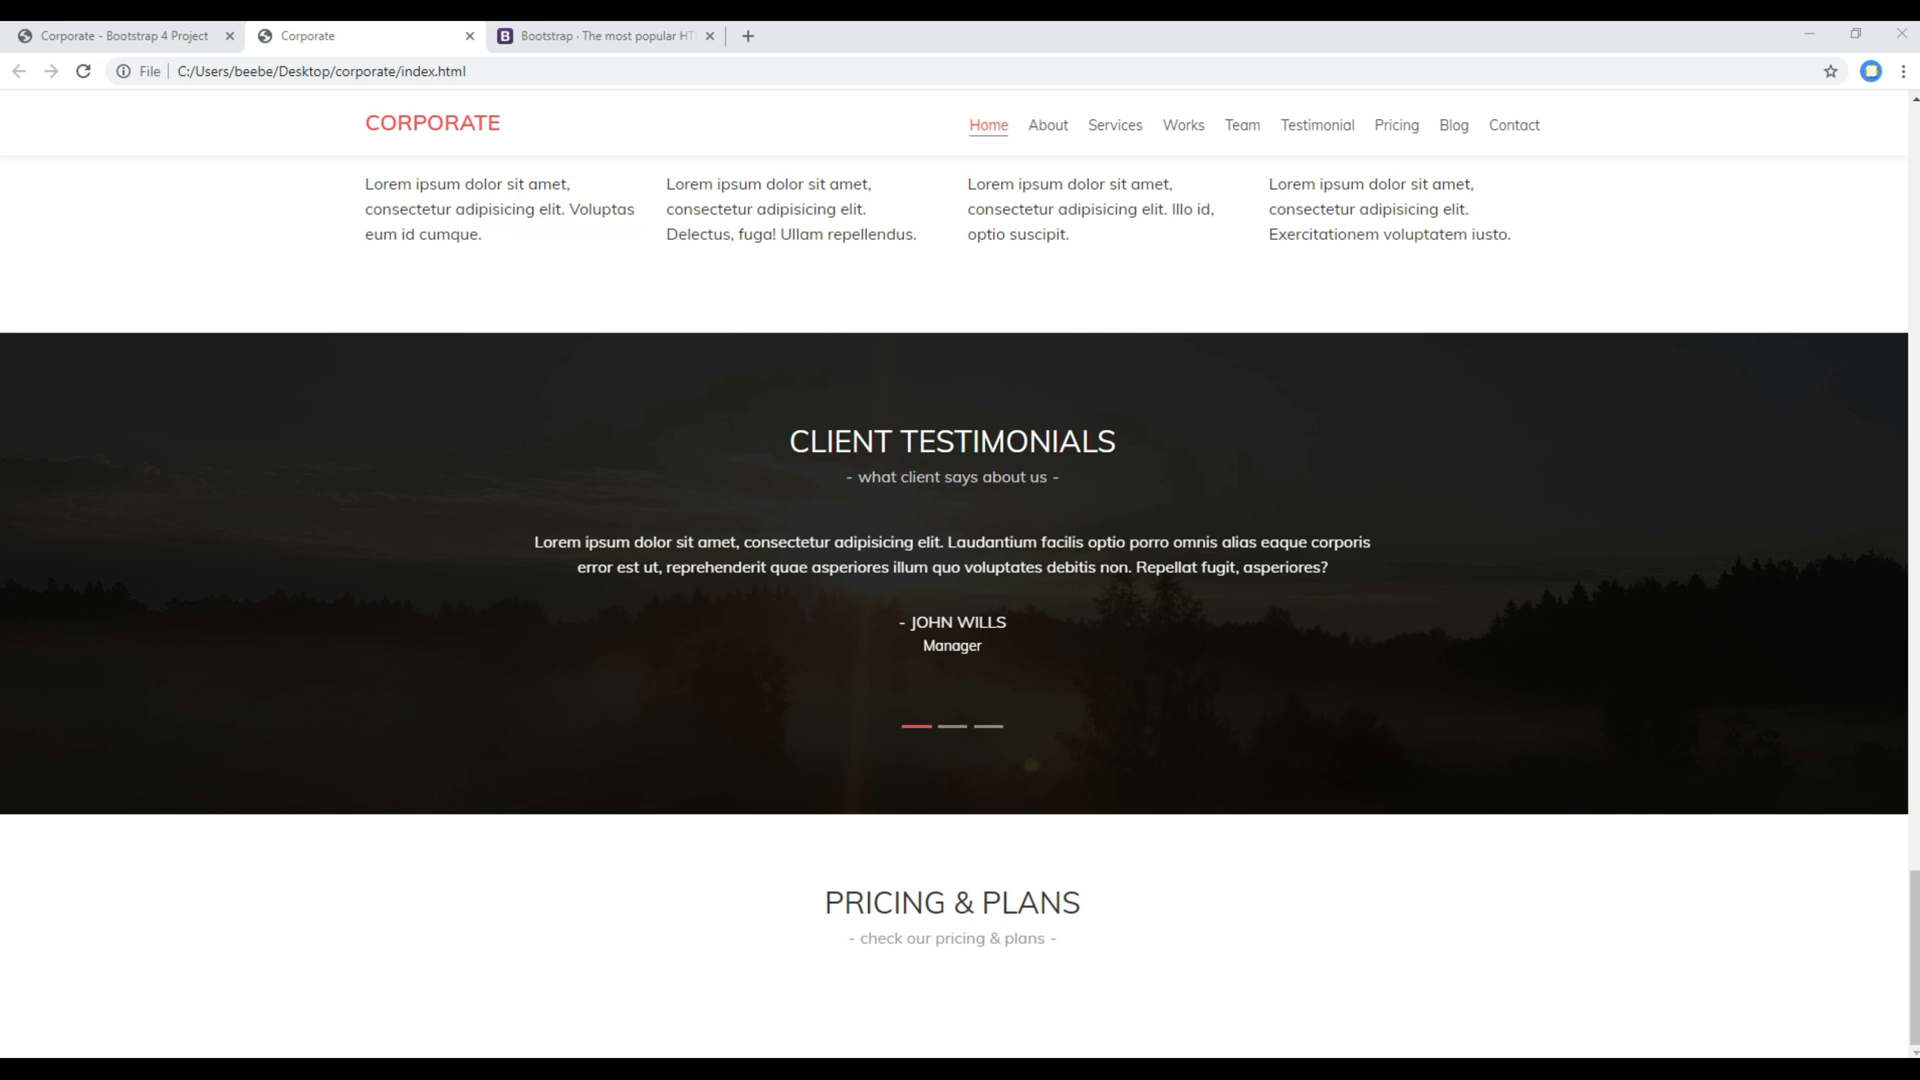 Corporate - Bootstrap 4 Project
Corporate
Bootstrap · The most popular HT
File
C:/Users/beebe/Desktop/corporate/index.html
CORPORATE
Home About Services Works Team Testimonial Pricing Blog Contact
Lorem ipsum dolor sit amet,
consectetur adipisicing elit. Voluptas
eum id cumque.
Lorem ipsum dolor sit amet,
consectetur adipisicing elit.
Delectus, fuga! Ullam repellendus.
Lorem ipsum dolor sit amet,
consectetur adipisicing elit. Illo id,
optio suscipit.
Lorem ipsum dolor sit amet,
consectetur adipisicing elit.
Exercitationem voluptatem iusto.
CLIENT TESTIMONIALS
- what client says about us -
Lorem ipsum dolor sit amet, consectetur adipisicing elit. Laudantium facilis optio porro omnis alias eaque corporis
error est ut, reprehenderit quae asperiores illum quo voluptates debitis non. Repellat fugit, asperiores?
- JOHN WILLS
Manager
PRICING & PLANS
- check our pricing & plans -